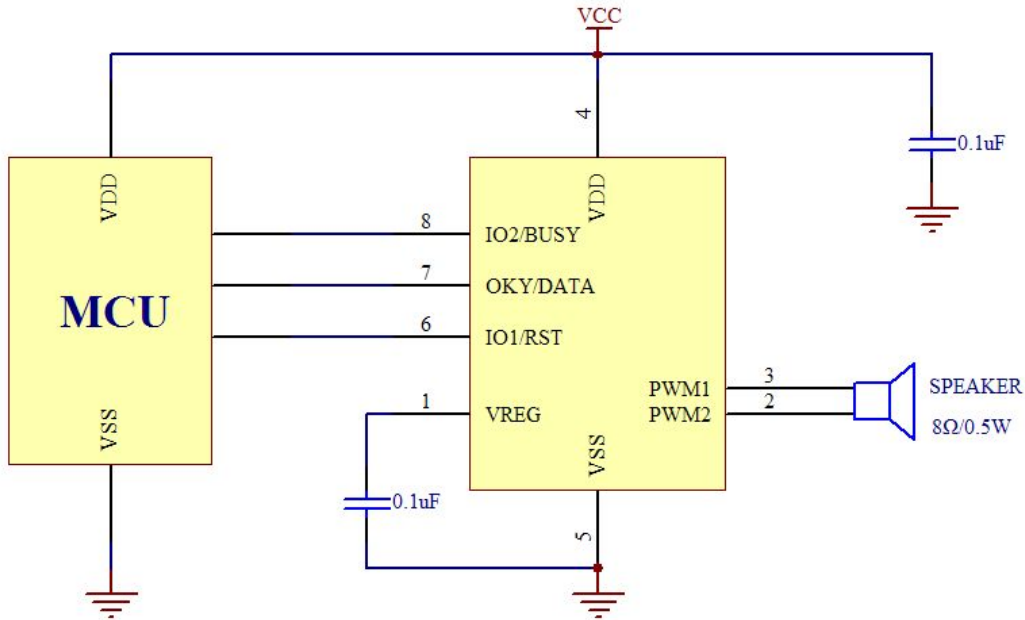 VCC
4
0.1uF
VDD
VDD
8
IO2/BUSY
7
OKY/DATA
MCU
6
IO1/RST
3
PWM1
SPEAKER
1
VREG
2
PWM2
8Ω/0.5W
VSS
VSS
0.1uF
5